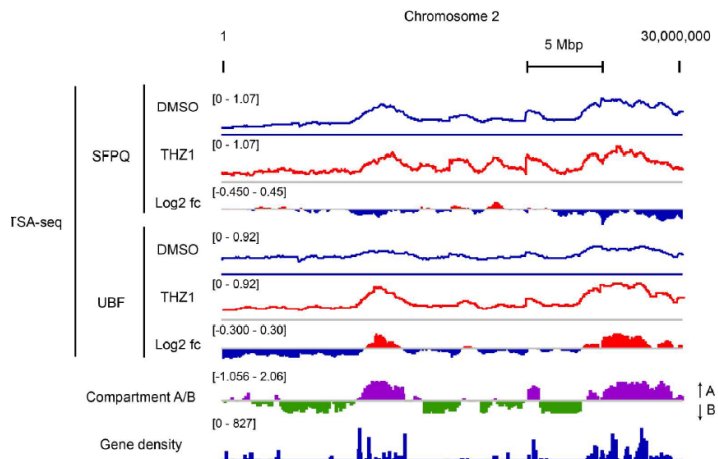 Chromosome 2
1
30,000,000
5 Mbp
TSA-seq
SFPQ
DMSO
[0 - 1.07]
THZ1
[0 - 1.07]
Log2 fc
[-0.450 - 0.45]
UBF
DMSO
[0 - 0.92]
THZ1
[0 - 0.92]
Log2 fc
[-0.300 - 0.30]
Compartment A/B
[-1.056 - 2.06]
↑ A
↓ B
Gene density
[0 - 827]